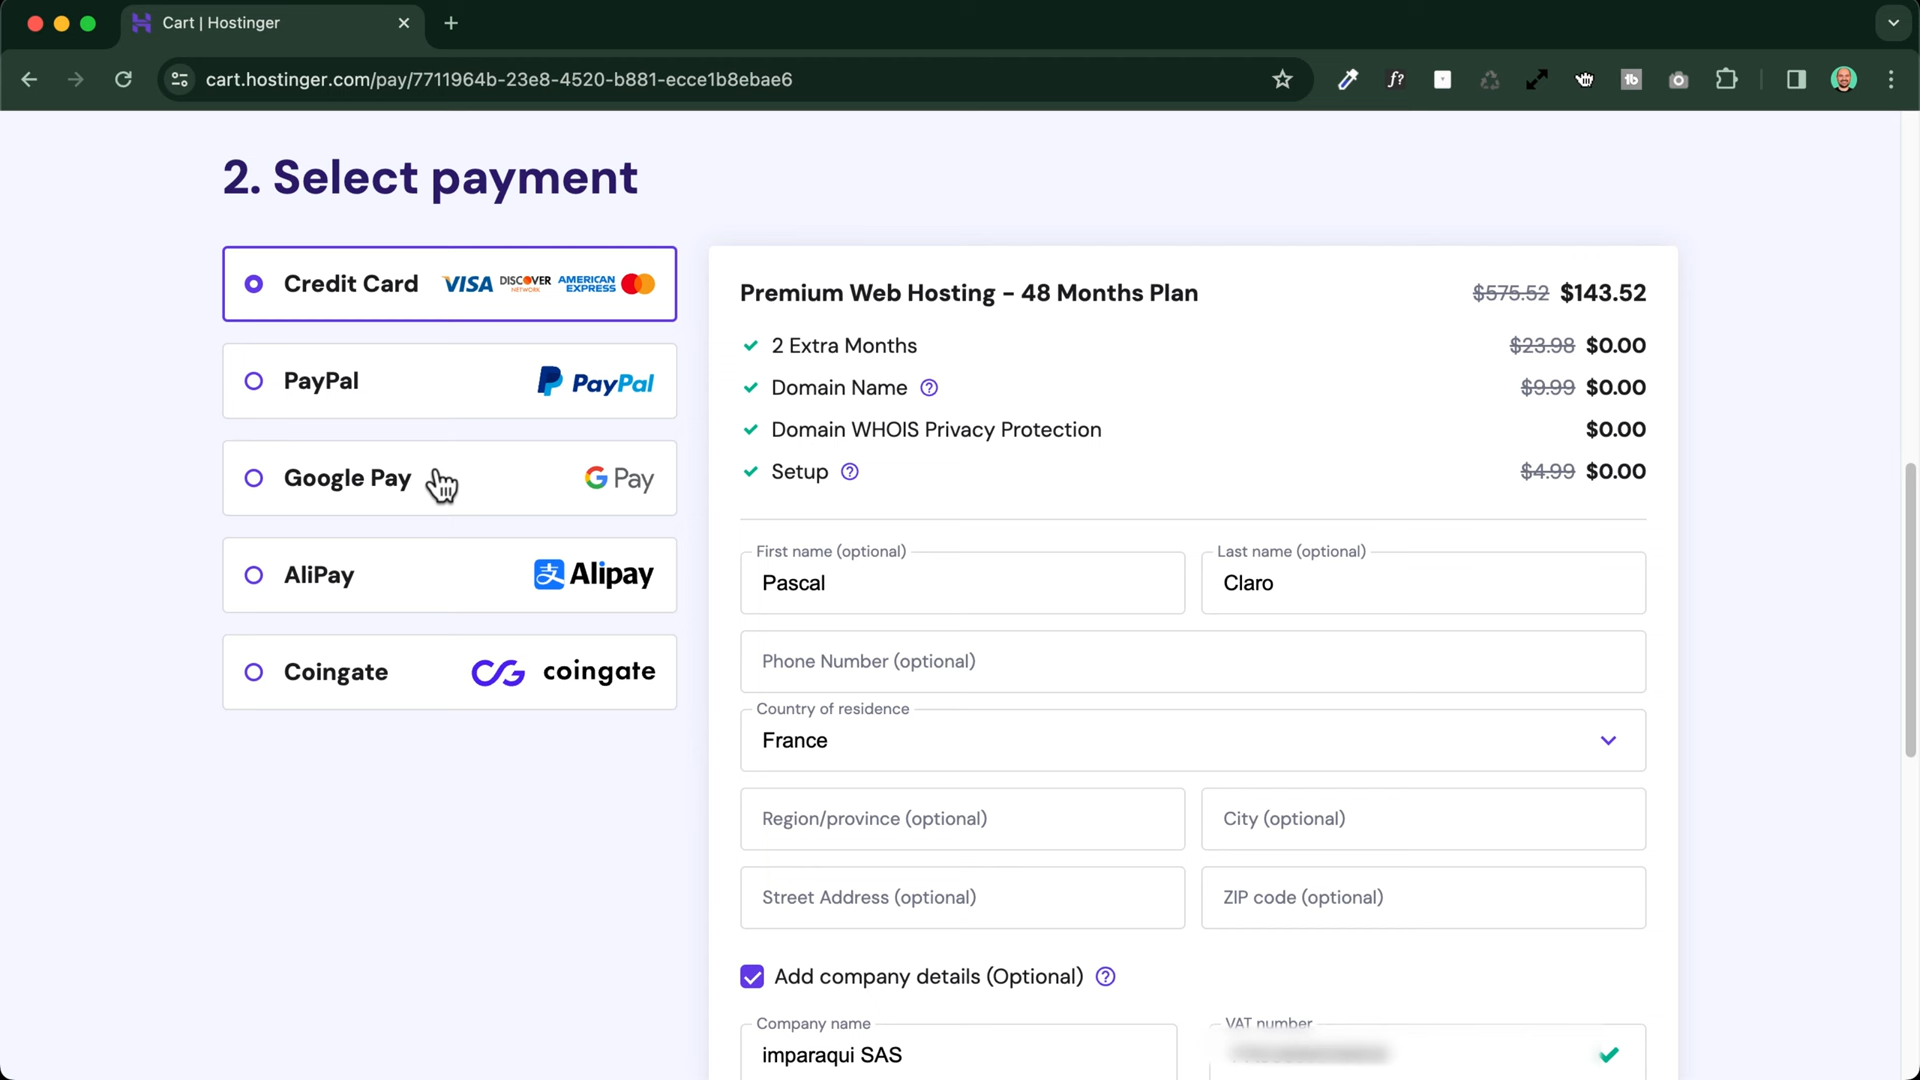 Cart | Hostinger
cart.hostinger.com/pay/7711964b-23e8-4520-b881-ecce1b8ebae6
f?
tb
2. Select payment
Credit Card VISA DISCOVER NETWORK AMERICAN EXPRESS
PayPal PayPal
Google Pay G Pay
AliPay 支 Alipay
Coingate CG coingate
Premium Web Hosting – 48 Months Plan $575.52 $143.52
2 Extra Months $23.98 $0.00
Domain Name ? $9.99 $0.00
Domain WHOIS Privacy Protection $0.00
Setup ? $4.99 $0.00
First name (optional) Last name (optional)
Pascal Claro
Phone Number (optional)
Country of residence
France
Region/province (optional) City (optional)
Street Address (optional) ZIP code (optional)
Add company details (Optional) ?
Company name VAT number
imparaqui SAS